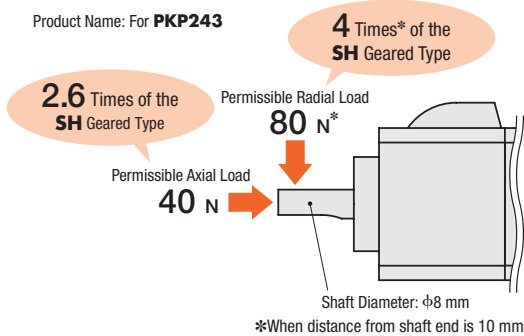 Product Name: For PKP243
4 Times* of the
SH Geared Type
2.6 Times of the
SH Geared Type
Permissible Radial Load
80 N*
Permissible Axial Load
40 N
Shaft Diameter: ϕ8 mm
*When distance from shaft end is 10 mm